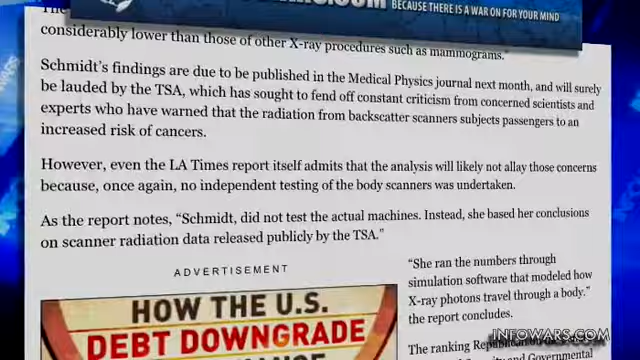 BECAUSE THERE IS A WAR ON FOR YOUR MIND
The
considerably lower than those of other X-ray procedures such as mammograms."
Schmidt's findings are due to be published in the Medical Physics journal next month, and will surely
be lauded by the TSA, which has sought to fend off constant criticism from concerned scientists and
experts who have warned that the radiation from backscatter scanners subjects passengers to an
increased risk of cancers.
However, even the LA Times report itself admits that the analysis will likely not allay those concerns
because, once again, no independent testing of the body scanners was undertaken.
As the report notes, “Schmidt, did not test the actual machines. Instead, she based her conclusions
on scanner radiation data released publicly by the TSA.”
ADVERTISEMENT
HOW THE U.S.
DEBT DOWNGRADE
“She ran the numbers through
simulation software that modeled how
X-ray photons travel through a body.”
the report concludes.
The ranking Republican
Governmental
INFOWARS.COM
INFOWARS